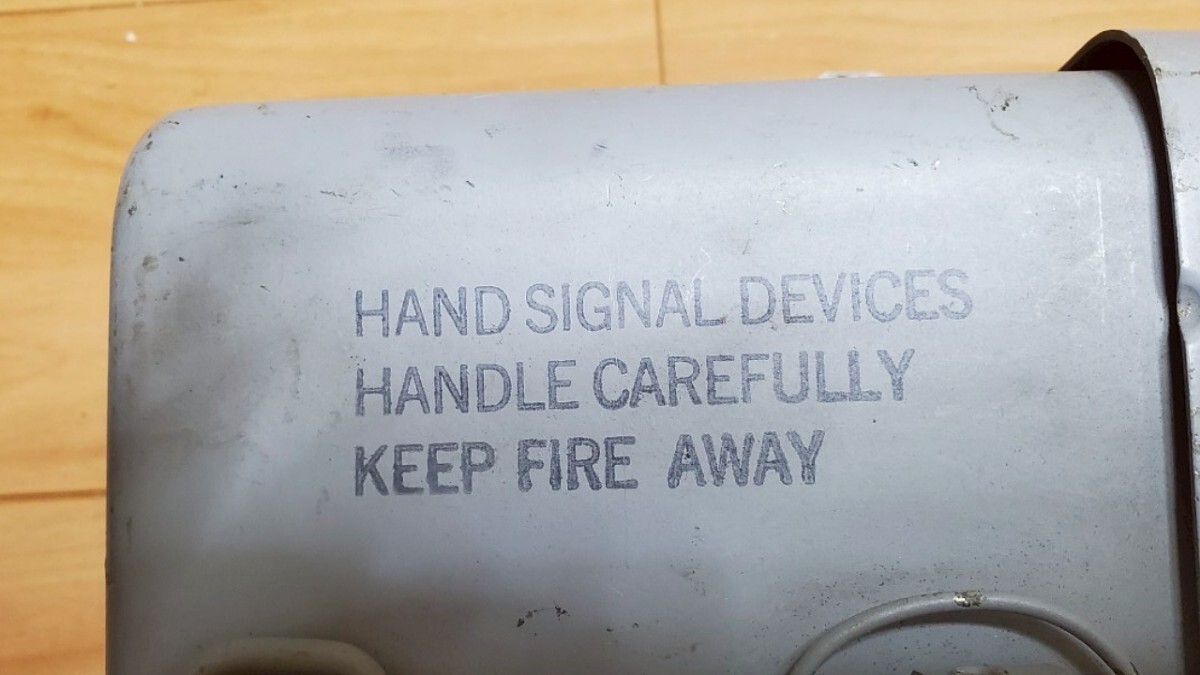 HAND SIGNAL DEVICES
HANDLE CAREFULLY
KEEP FIRE AWAY